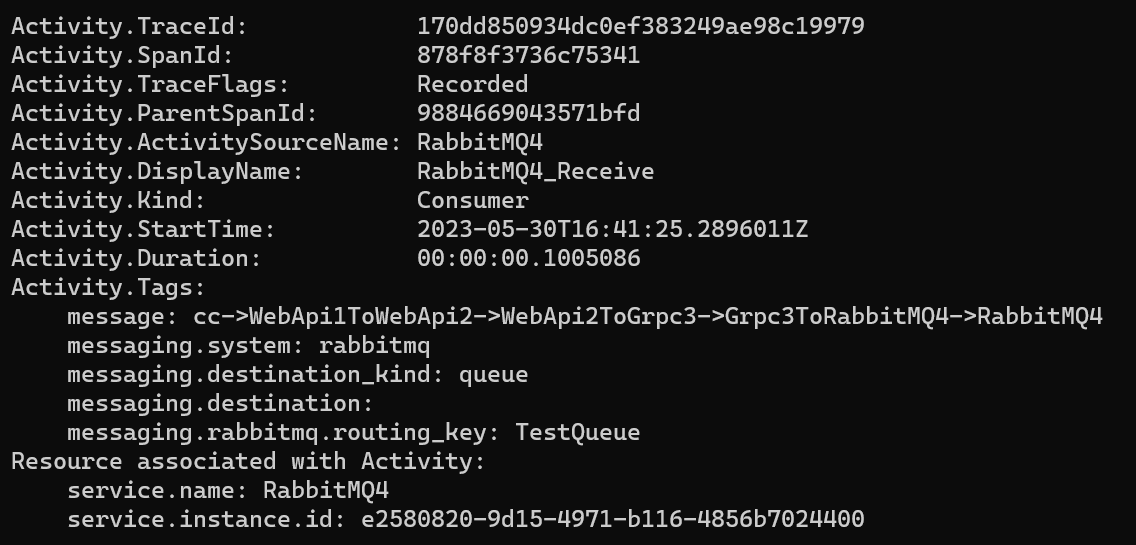 Activity.TraceId:            170dd850934dc0ef383249ae98c19979
Activity.SpanId:             878f8f3736c75341
Activity.TraceFlags:         Recorded
Activity.ParentSpanId:       9884669043571bfd
Activity.ActivitySourceName: RabbitMQ4
Activity.DisplayName:        RabbitMQ4_Receive
Activity.Kind:               Consumer
Activity.StartTime:          2023-05-30T16:41:25.2896011Z
Activity.Duration:           00:00:00.1005086
Activity.Tags:
    message: cc->WebApi1ToWebApi2->WebApi2ToGrpc3->Grpc3ToRabbitMQ4->RabbitMQ4
    messaging.system: rabbitmq
    messaging.destination_kind: queue
    messaging.destination:
    messaging.rabbitmq.routing_key: TestQueue
Resource associated with Activity:
    service.name: RabbitMQ4
    service.instance.id: e2580820-9d15-4971-b116-4856b7024400